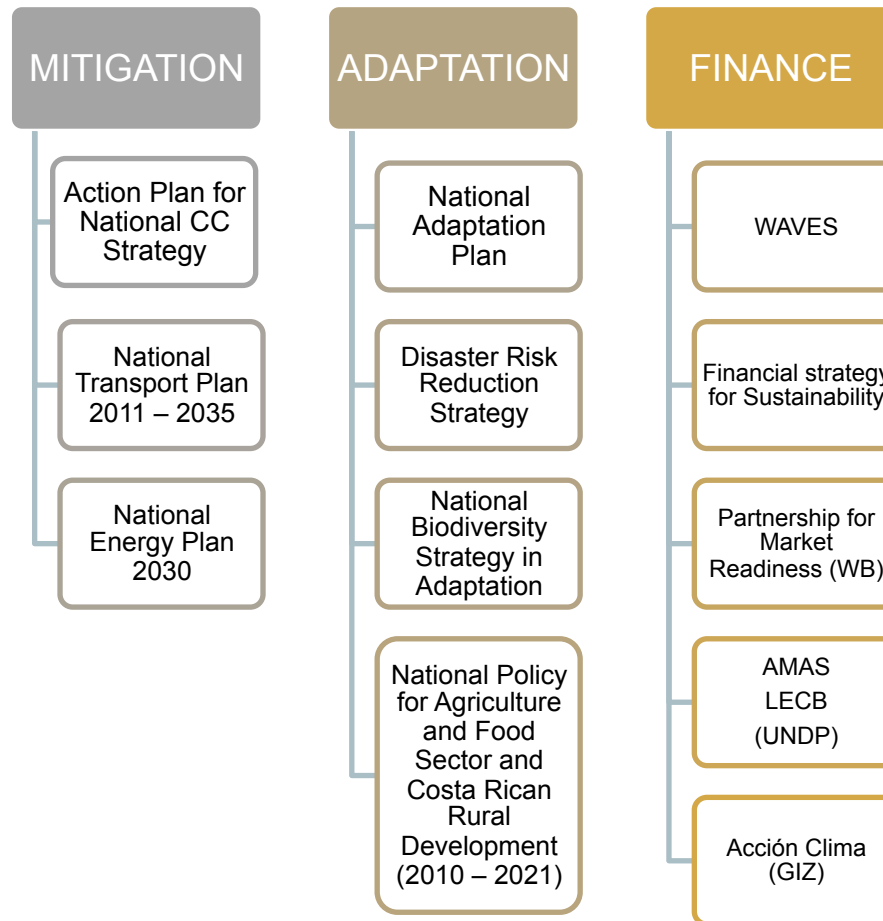 MITIGATION
Action Plan for
National CC
Strategy
National
Transport Plan
2011 – 2035
National
Energy Plan
2030
ADAPTATION
National
Adaptation
Plan
Disaster Risk
Reduction
Strategy
National
Biodiversity
Strategy in
Adaptation
National Policy
for Agriculture
and Food
Sector and
Costa Rican
Rural
Development
(2010 – 2021)
FINANCE
WAVES
Financial strategy
for Sustainability
Partnership for
Market
Readiness (WB)
AMAS
LECB
(UNDP)
Acción Clima
(GIZ)